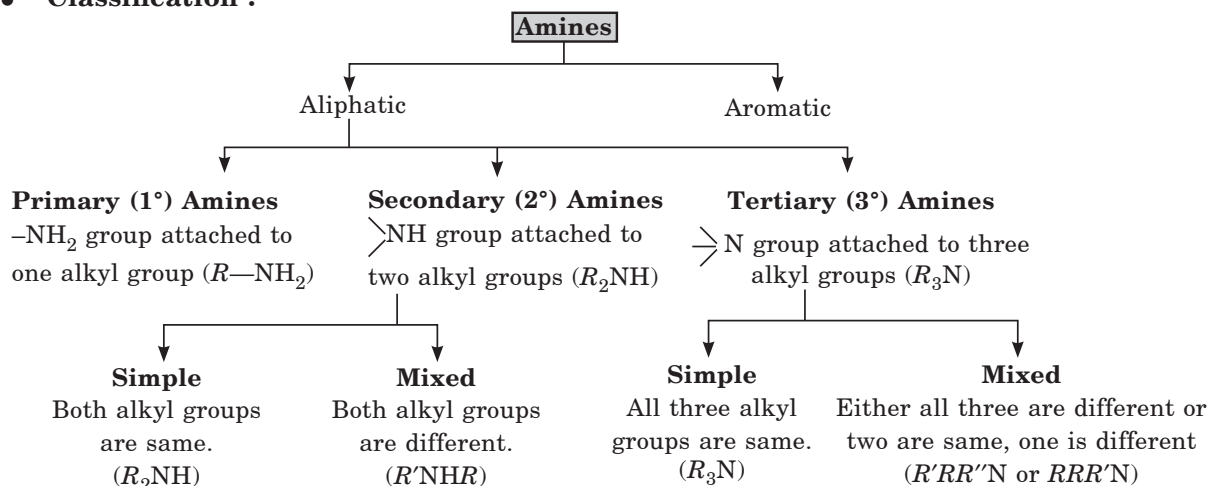 • Classification :
Amines
Aliphatic
Aromatic
Primary (1°) Amines
–NH₂ group attached to
one alkyl group (R—NH₂)
Secondary (2°) Amines
>NH group attached to
two alkyl groups (R₂NH)
Tertiary (3°) Amines
N group attached to three
alkyl groups (R₃N)
Simple
Both alkyl groups
are same.
(R₂NH)
Mixed
Both alkyl groups
are different.
(R′NHR)
Simple
All three alkyl
groups are same.
(R₃N)
Mixed
Either all three are different or
two are same, one is different
(R′RR′′N or RRR′N)